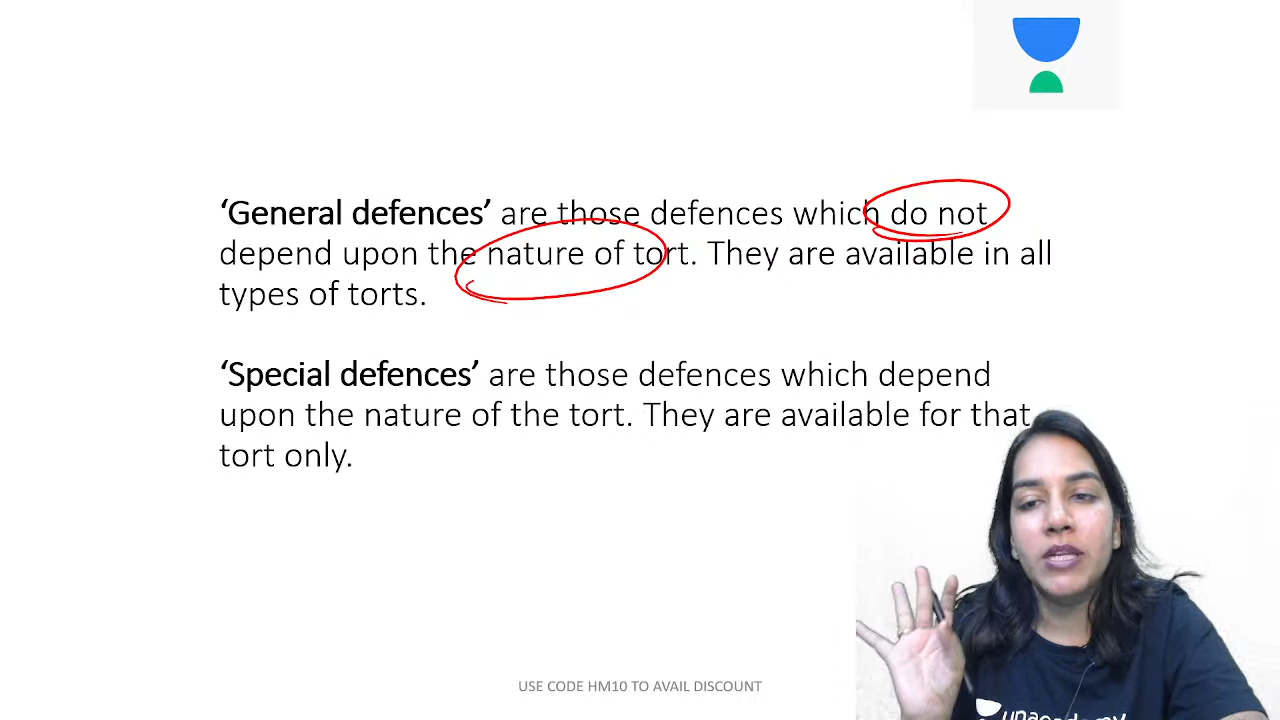 ‘General defences’ are those defences which do not
depend upon the nature of tort. They are available in all
types of torts.
‘Special defences’ are those defences which depend
upon the nature of the tort. They are available for that
tort only.
USE CODE HM10 TO AVAIL DISCOUNT
unacademy